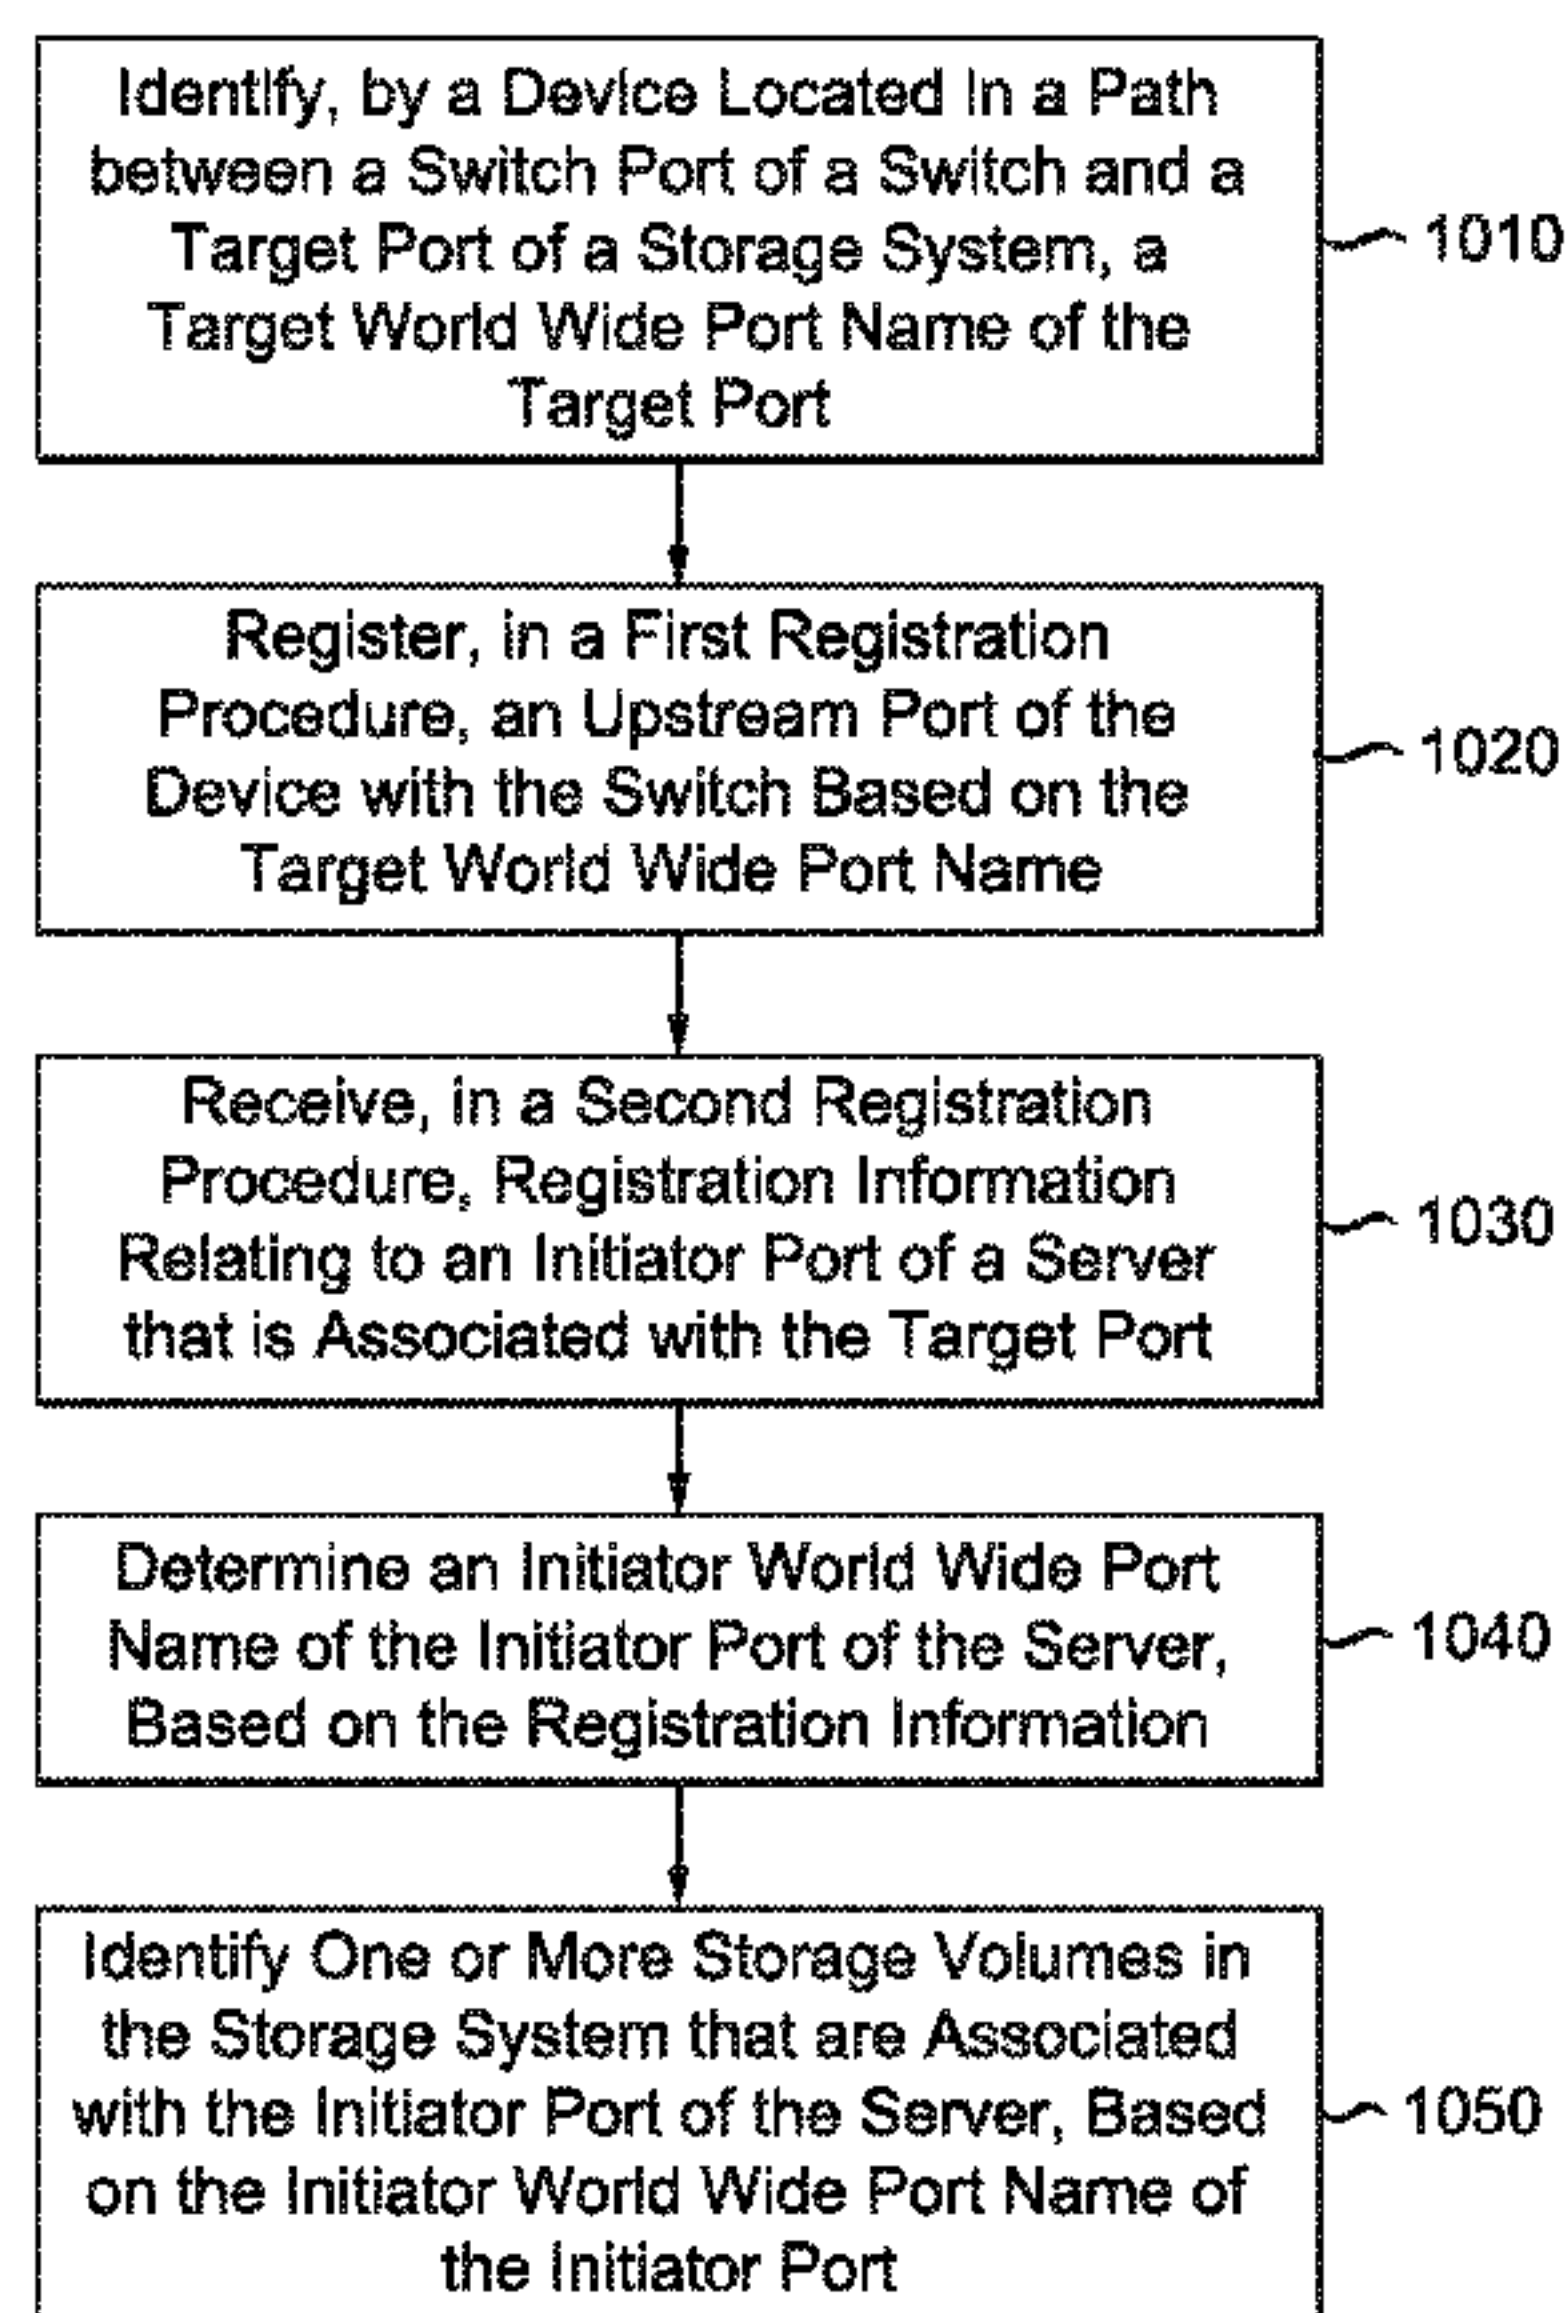 Identify, by a Device Located in a Path
between a Switch Port of a Switch and a
Target Port of a Storage System, a
Target World Wide Port Name of the
Target Port
1010
Register, in a First Registration
Procedure, an Upstream Port of the
Device with the Switch Based on the
Target World Wide Port Name
1020
Receive, in a Second Registration
Procedure, Registration Information
Relating to an Initiator Port of a Server
that is Associated with the Target Port
1030
Determine an Initiator World Wide Port
Name of the Initiator Port of the Server,
Based on the Registration Information
1040
Identify One or More Storage Volumes in
the Storage System that are Associated
with the Initiator Port of the Server, Based
on the Initiator World Wide Port Name of
the Initiator Port
1050